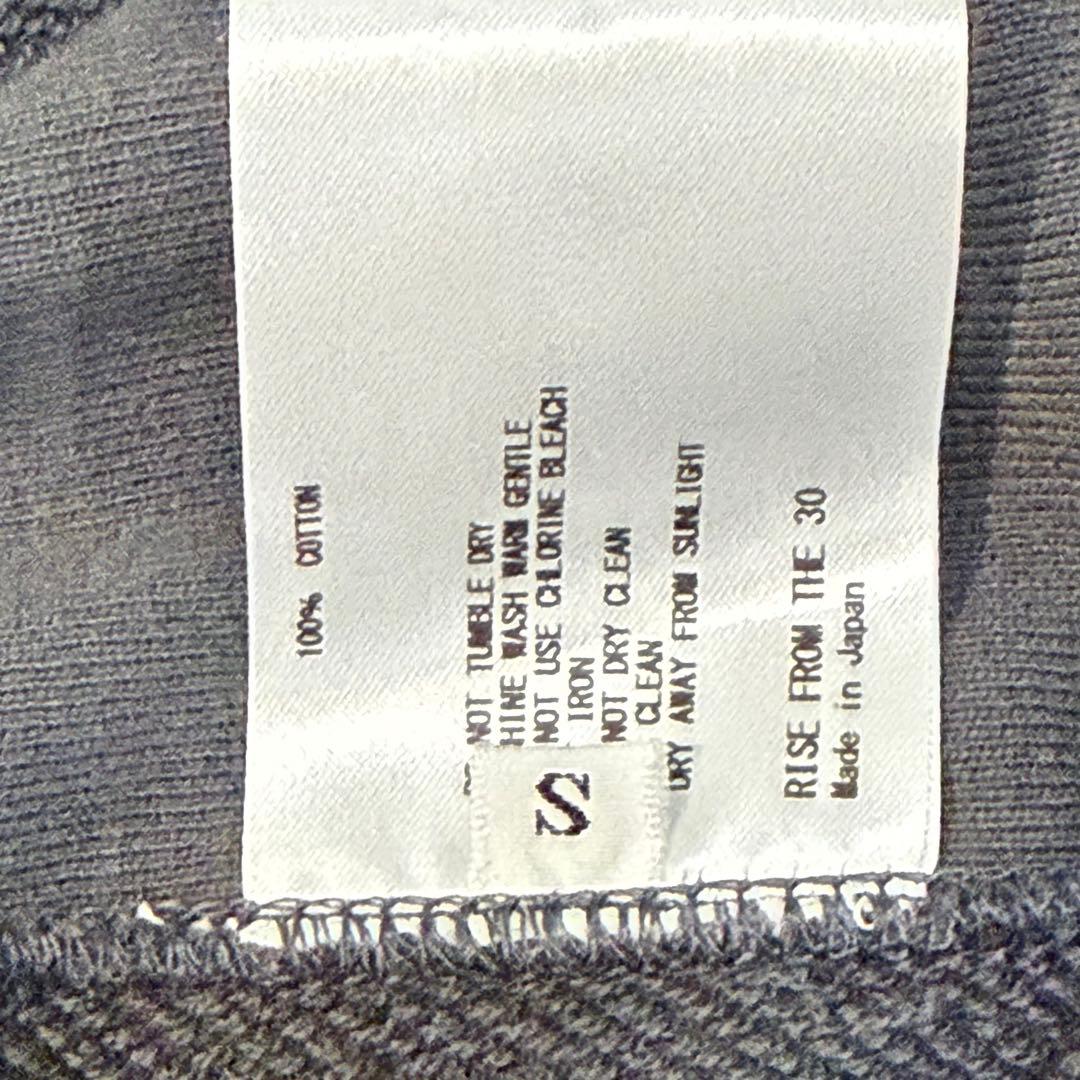 100% COTTON
NOT TUMBLE DRY
HINE WASH WARM GENTLE
NOT USE CHLORINE BLEACH
IRON
NOT DRY CLEAN
CLEAN
DRY AWAY FROM SUNLIGHT
S
RISE FROM THE 30
Made in Japan